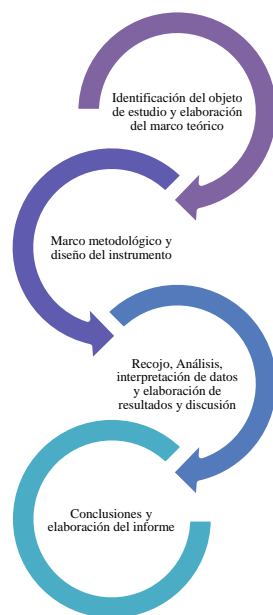 Identificación del objeto
de estudio y elaboración
del marco teórico
Marco metodológico y
diseño del instrumento
Recojo, Análisis,
interpretación de datos
y elaboración de
resultados y discusión
Conclusiones y
elaboración del informe